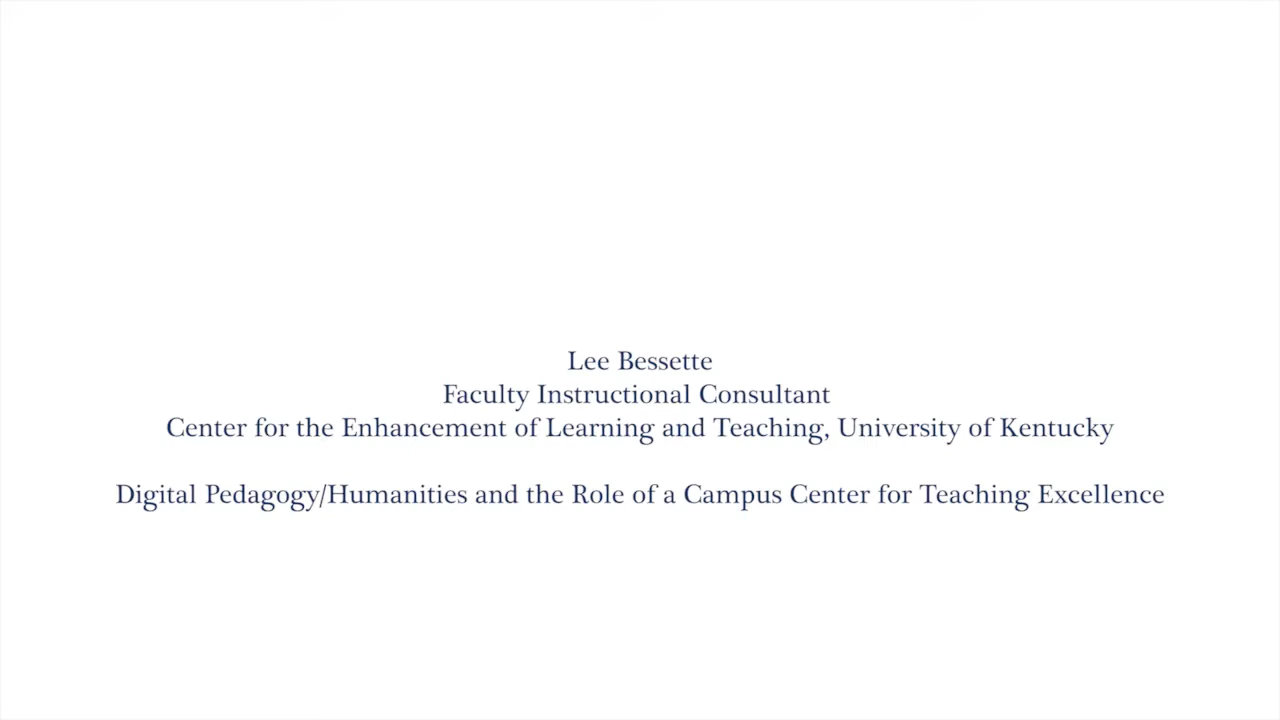 Lee Bessette
Faculty Instructional Consultant
Center for the Enhancement of Learning and Teaching, University of Kentucky
Digital Pedagogy/Humanities and the Role of a Campus Center for Teaching Excellence